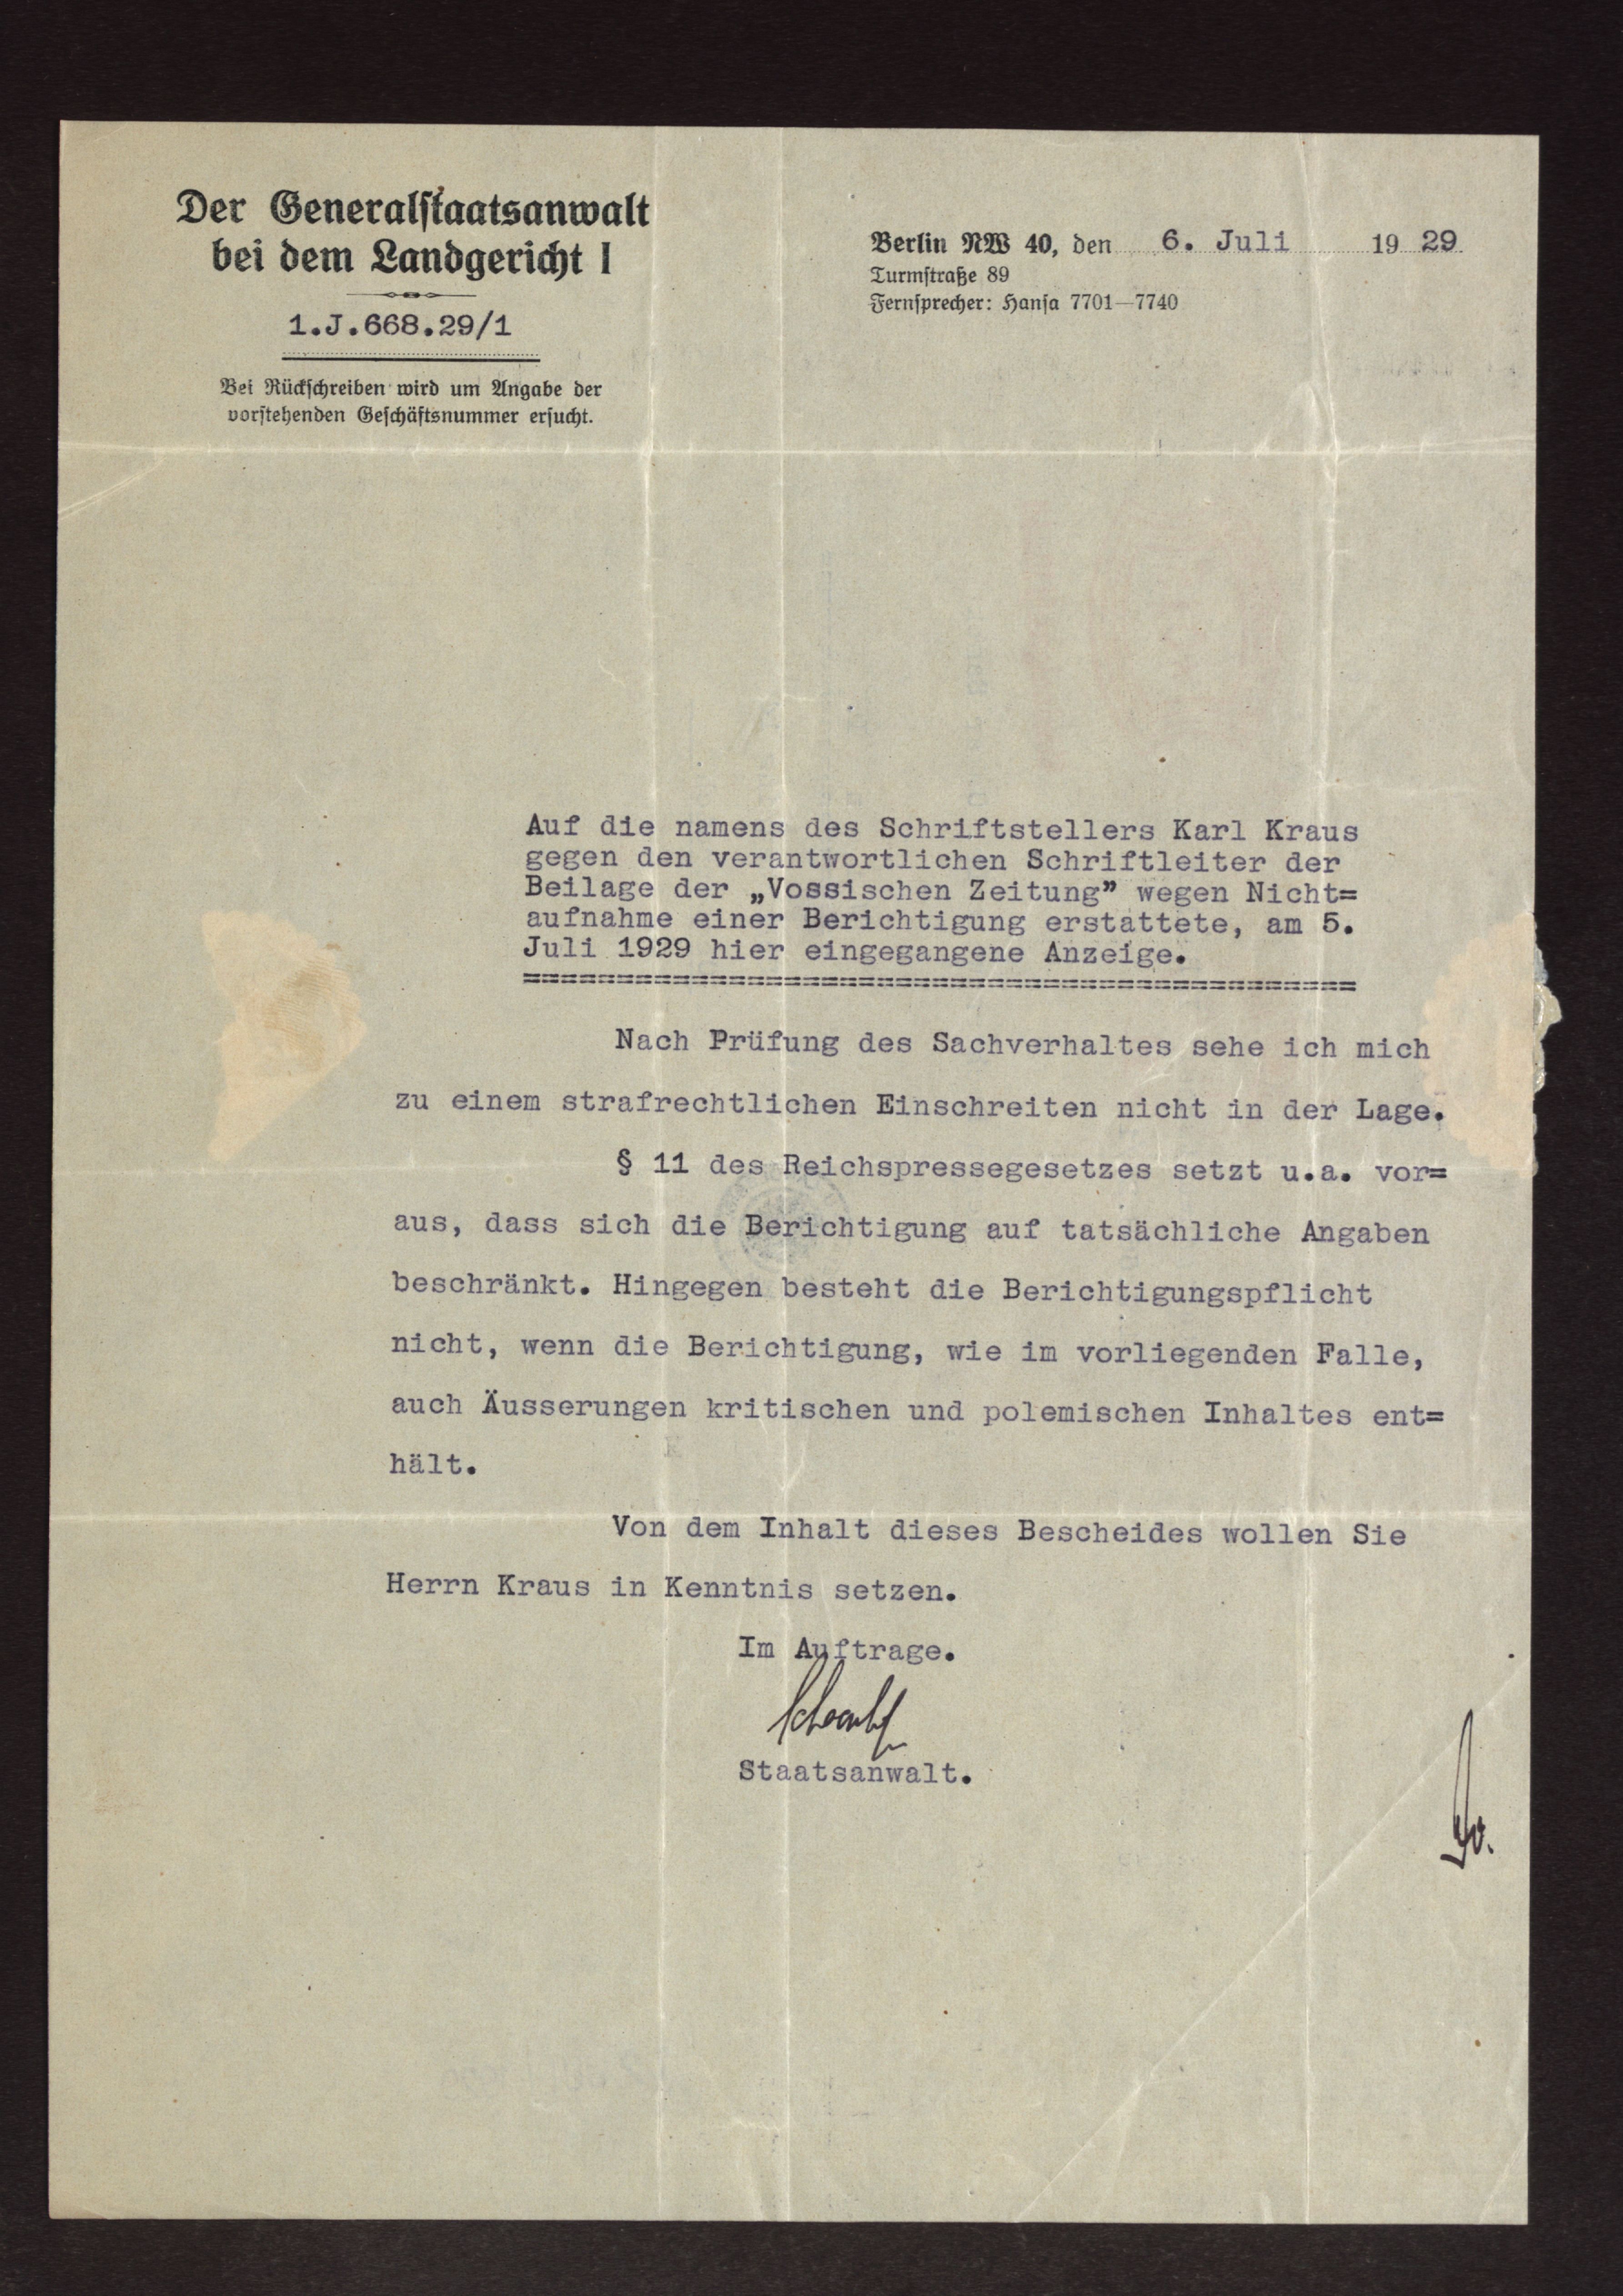 Der Generalstaatsanwalt
bei dem Landgericht I
1.J.668.29/1
Bei Rückschreiben wird um Angabe der
vorstehenden Geschäftsnummer ersucht.
Berlin NW 40, den 6. Juli 19 29
Turmstraße 89
Fernsprecher: Hansa 7701—7740
Auf die namens des Schriftstellers Karl Kraus
gegen den verantwortlichen Schriftleiter der
Beilage der „Vossischen Zeitung” wegen Nicht=
aufnahme einer Berichtigung erstattete, am 5.
Juli 1929 hier eingegangene Anzeige.
=============================================
Nach Prüfung des Sachverhaltes sehe ich mich
zu einem strafrechtlichen Einschreiten nicht in der Lage.
§ 11 des Reichspressegesetzes setzt u.a. vor=
aus, dass sich die Berichtigung auf tatsächliche Angaben
beschränkt. Hingegen besteht die Berichtigungspflicht
nicht, wenn die Berichtigung, wie im vorliegenden Falle,
auch Äusserungen kritischen und polemischen Inhaltes ent=
hält.
Von dem Inhalt dieses Bescheides wollen Sie
Herrn Kraus in Kenntnis setzen.
Im Auftrage.
Staatsanwalt.